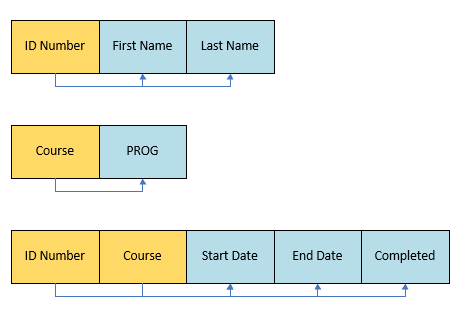 ID Number First Name Last Name
Course PROG
ID Number Course Start Date End Date Completed